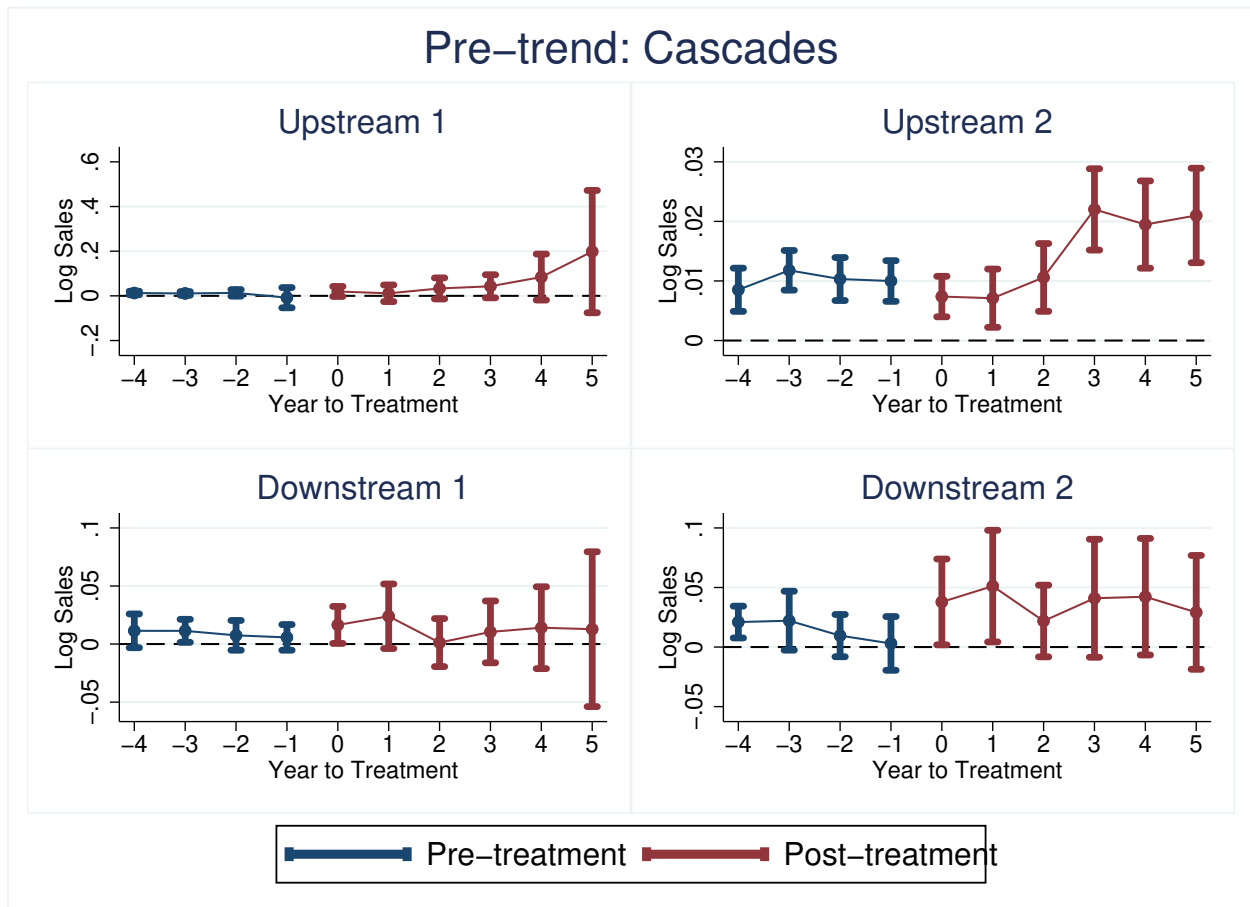 Pre−trend: Cascades
Upstream 1
Log Sales
.6
.4
.2
0
−.2
−4 −3 −2 −1 0 1 2 3 4 5
Year to Treatment
Upstream 2
Log Sales
.03
.02
.01
0
−4 −3 −2 −1 0 1 2 3 4 5
Year to Treatment
Downstream 1
Log Sales
.1
.05
0
−.05
−4 −3 −2 −1 0 1 2 3 4 5
Year to Treatment
Downstream 2
Log Sales
.1
.05
0
−.05
−4 −3 −2 −1 0 1 2 3 4 5
Year to Treatment
Pre−treatment Post−treatment